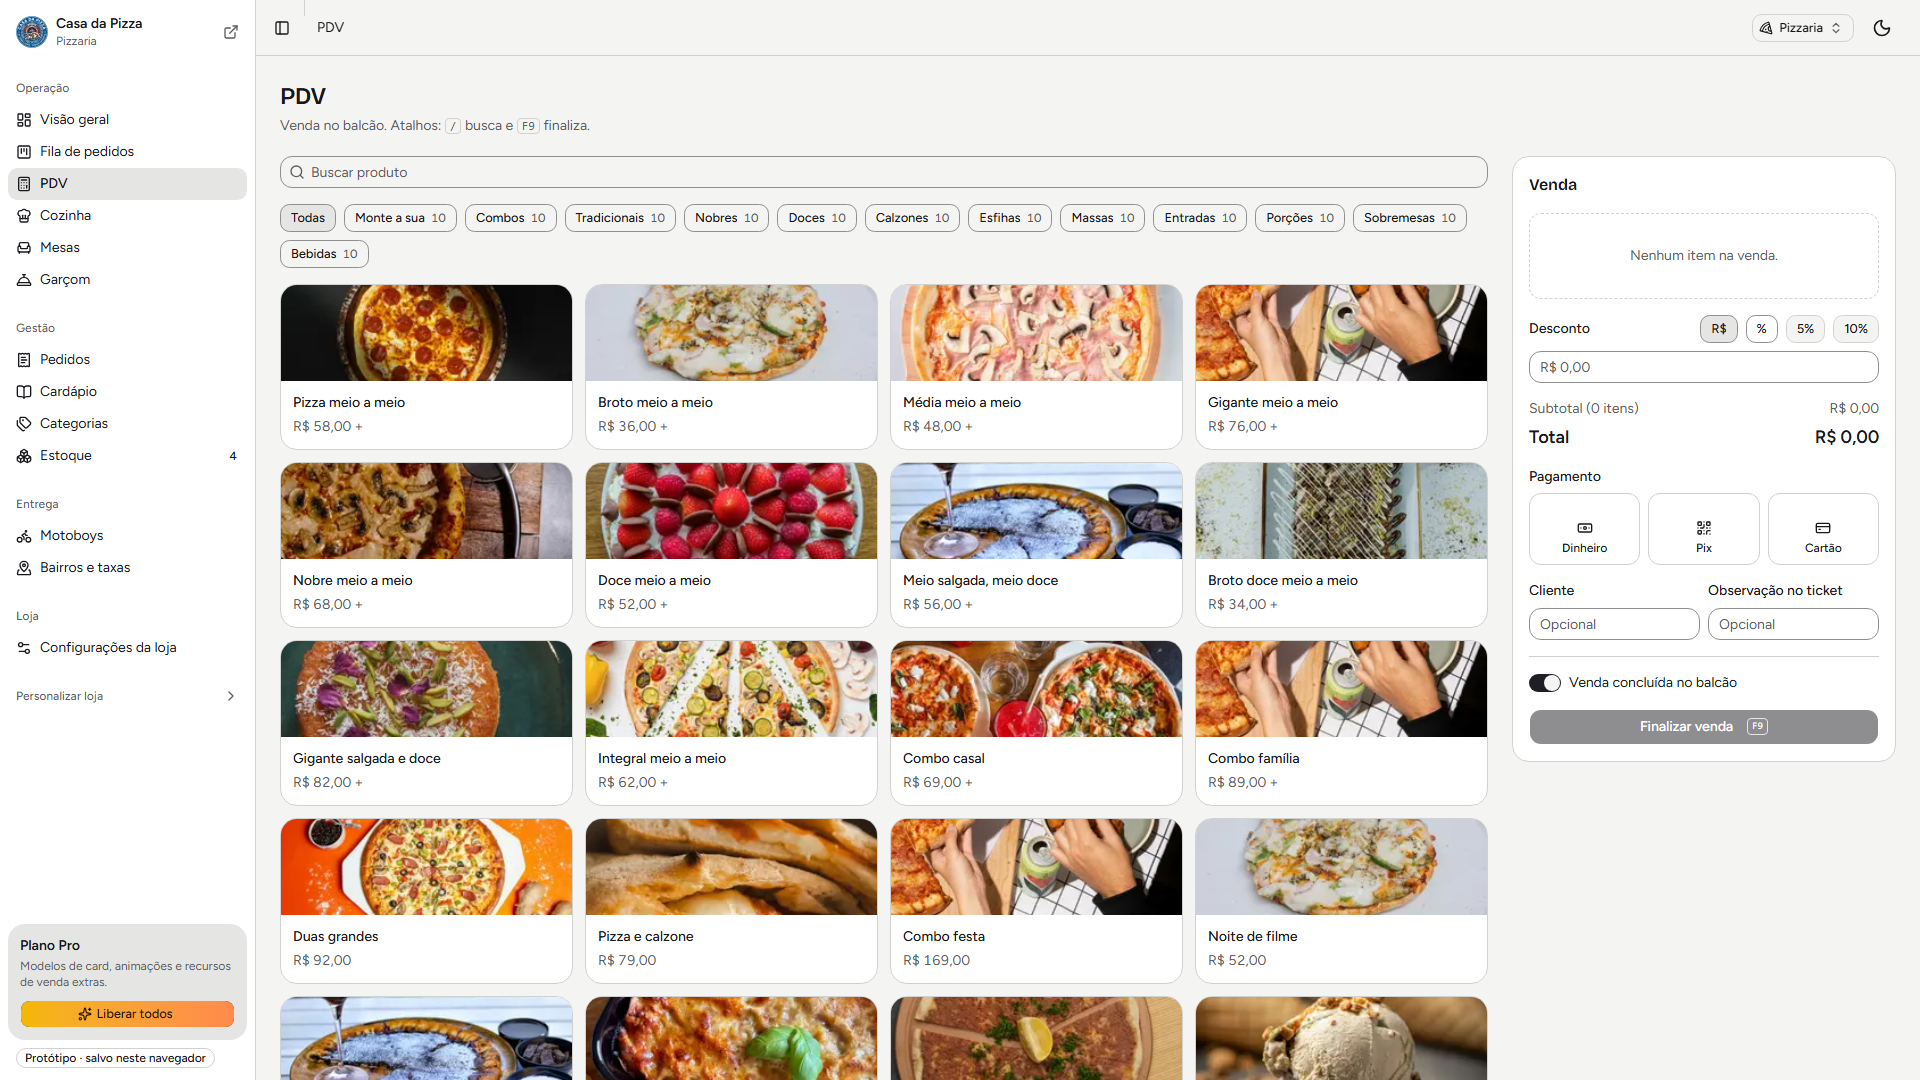 Casa da Pizza
Pizzaria
Operação
Visão geral
Fila de pedidos
PDV
Cozinha
Mesas
Garçom
Gestão
Pedidos
Cardápio
Categorias
Estoque 4
Entrega
Motoboys
Bairros e taxas
Loja
Configurações da loja
Personalizar loja
Plano Pro
Modelos de card, animações e recursos
de venda extras.
Liberar todos
Protótipo · salvo neste navegador
PDV
Pizzaria
PDV
Venda no balcão. Atalhos: / busca e F9 finaliza.
Buscar produto
Todas Monte a sua 10 Combos 10 Tradicionais 10 Nobres 10 Doces 10 Calzones 10 Esfihas 10 Massas 10 Entradas 10 Porções 10 Sobremesas 10
Bebidas 10
Pizza meio a meio
R$ 58,00 +
Broto meio a meio
R$ 36,00 +
Média meio a meio
R$ 48,00 +
Gigante meio a meio
R$ 76,00 +
Nobre meio a meio
R$ 68,00 +
Doce meio a meio
R$ 52,00 +
Meio salgada, meio doce
R$ 56,00 +
Broto doce meio a meio
R$ 34,00 +
Gigante salgada e doce
R$ 82,00 +
Integral meio a meio
R$ 62,00 +
Combo casal
R$ 69,00 +
Combo família
R$ 89,00 +
Duas grandes
R$ 92,00
Pizza e calzone
R$ 79,00
Combo festa
R$ 169,00
Noite de filme
R$ 52,00
Venda
Nenhum item na venda.
Desconto R$ % 5% 10%
R$ 0,00
Subtotal (0 itens) R$ 0,00
Total R$ 0,00
Pagamento
Dinheiro Pix Cartão
Cliente Observação no ticket
Opcional Opcional
Venda concluída no balcão
Finalizar venda F9